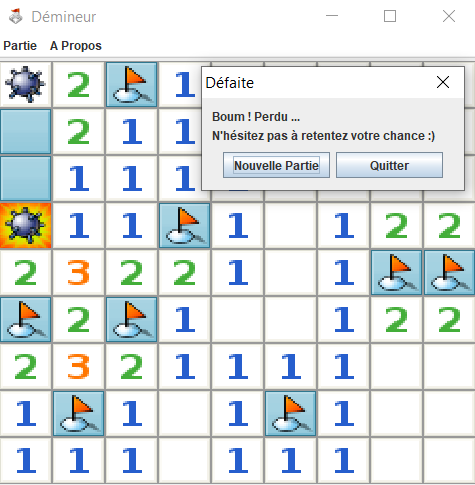 Démineur
Partie A Propos
2 1
Défaite
Boum ! Perdu ...
N'hésitez pas à retentez votre chance :)
Nouvelle Partie Quitter
2 1 1
1 1 1
1 1 1 1 2 2
2 3 2 2 1 1
2 1 1 2 2
2 3 2 1 1 1 1
1 1 1 1
1 1 1 1 1 1